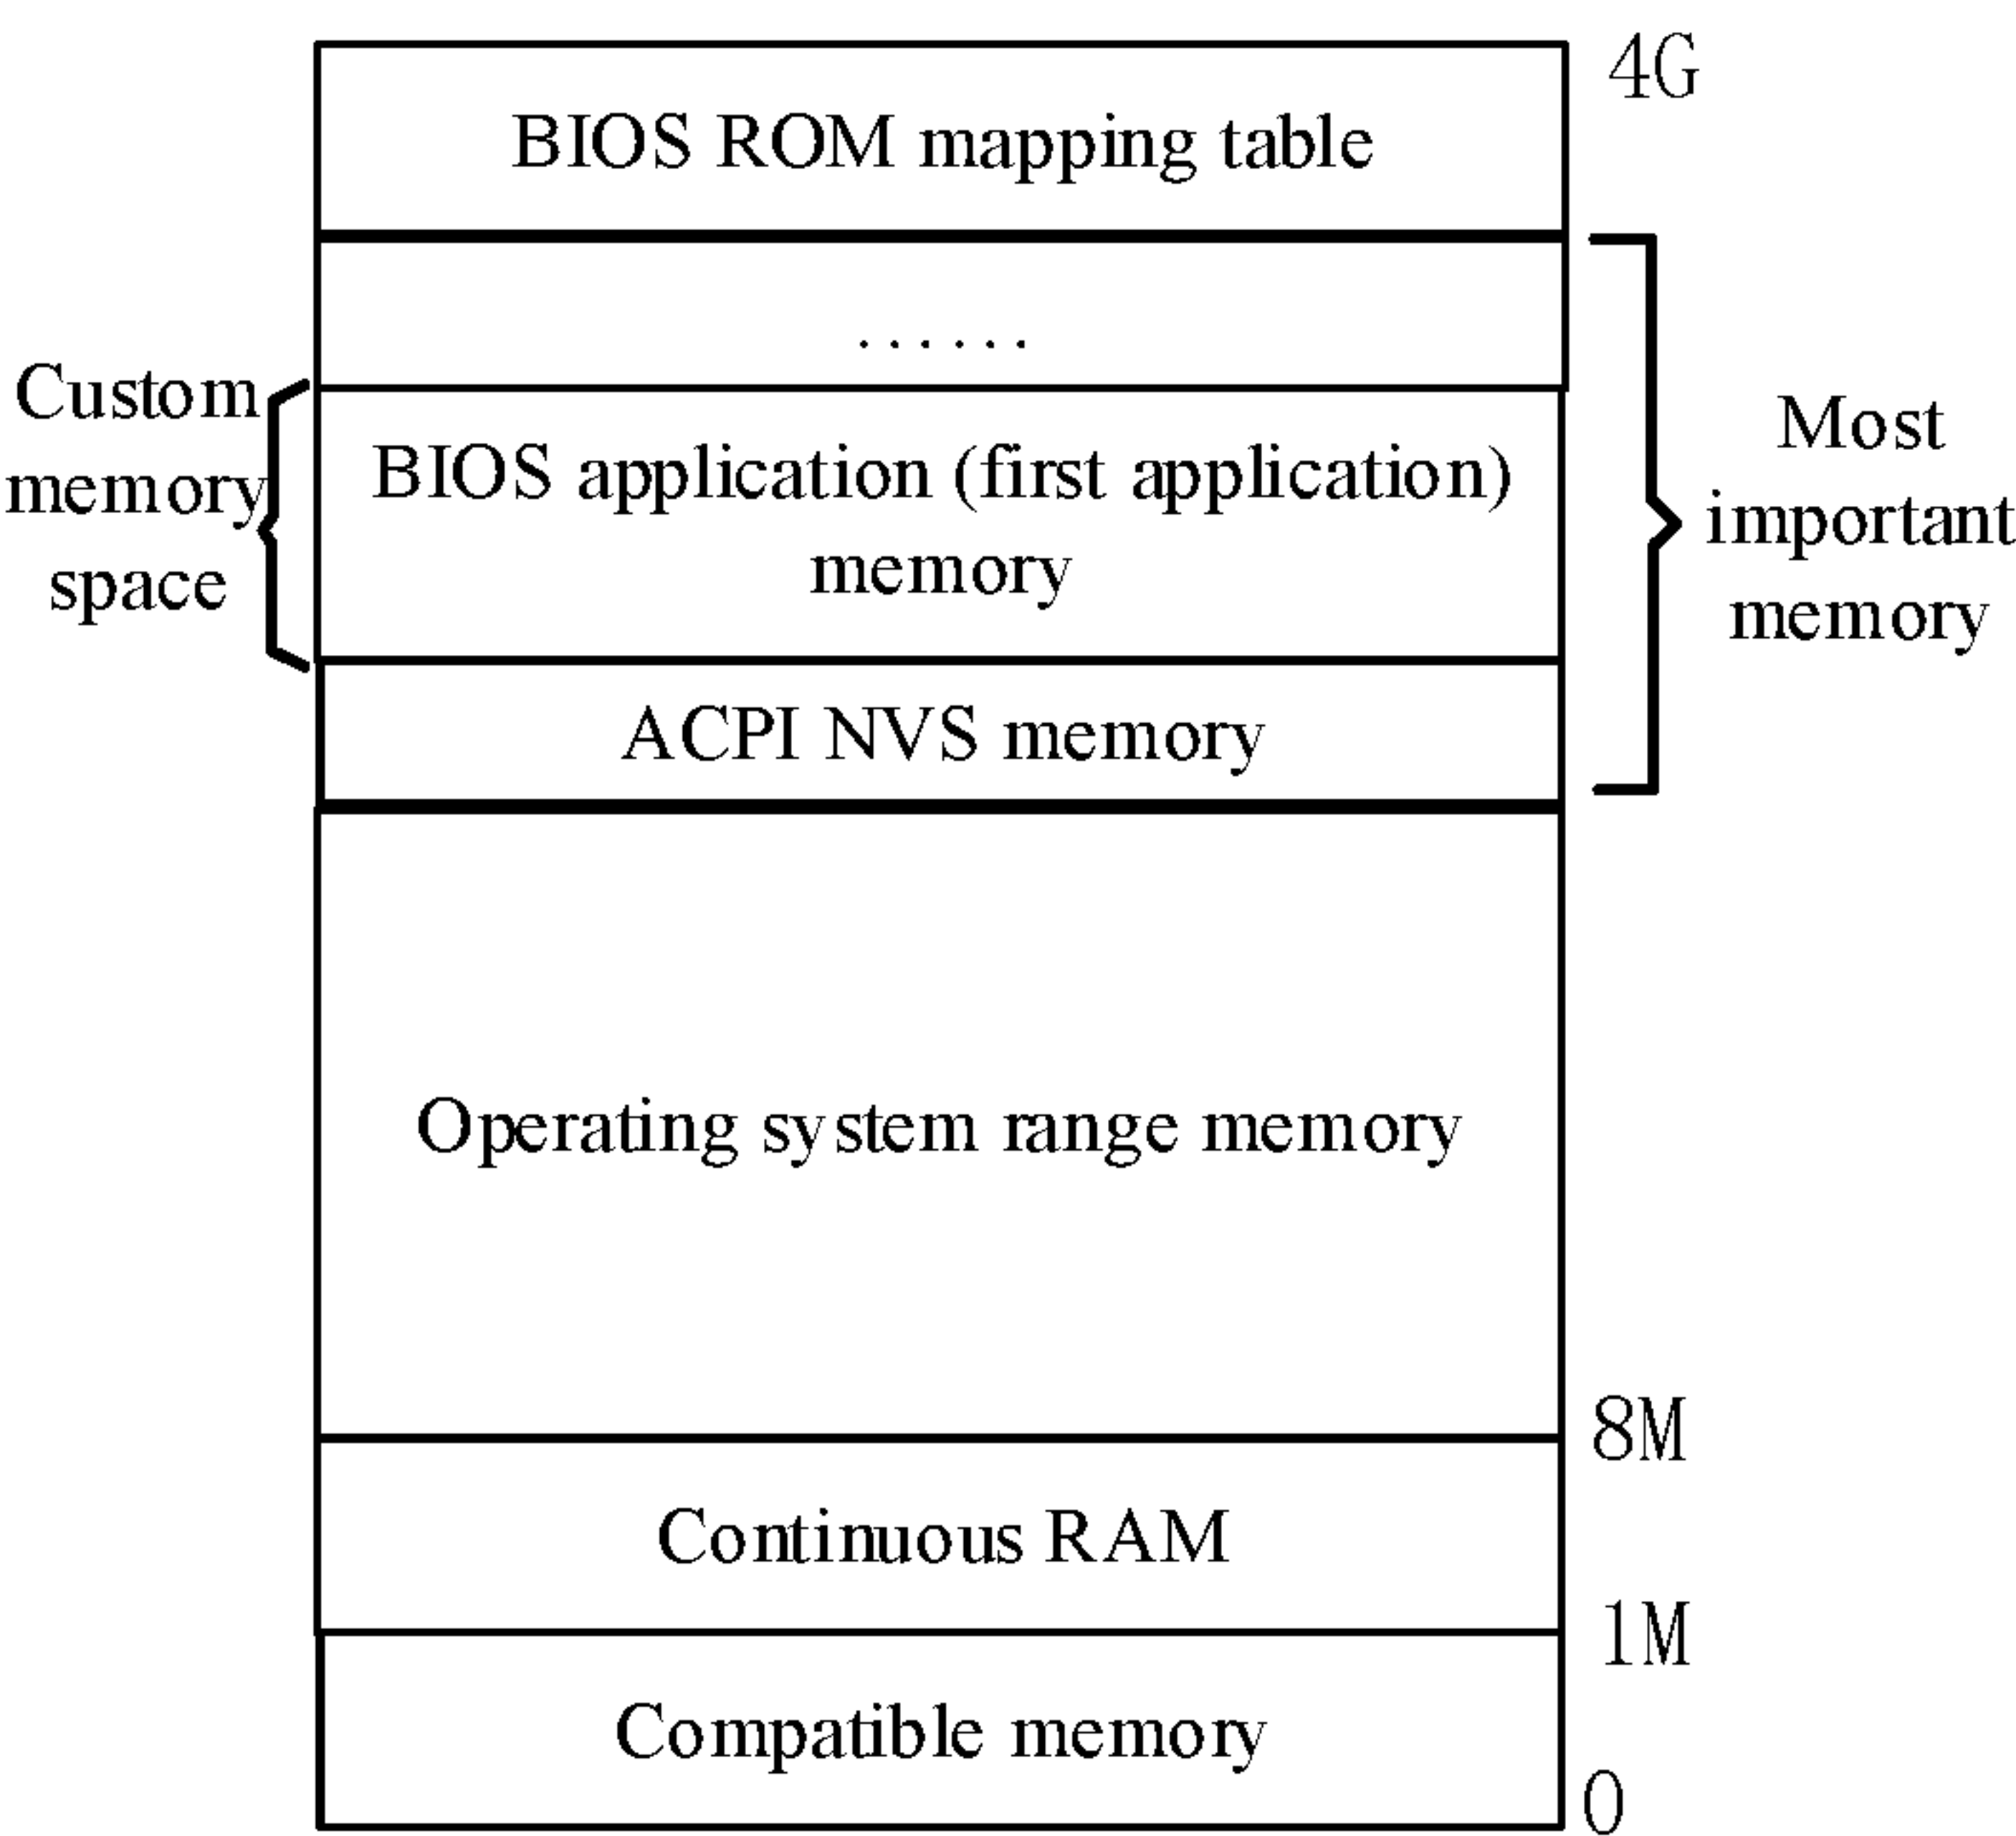 4G
BIOS ROM mapping table
......
Custom
memory
space
BIOS application (first application)
memory
Most
important
memory
ACPI NVS memory
Operating system range memory
8M
Continuous RAM
1M
Compatible memory
0